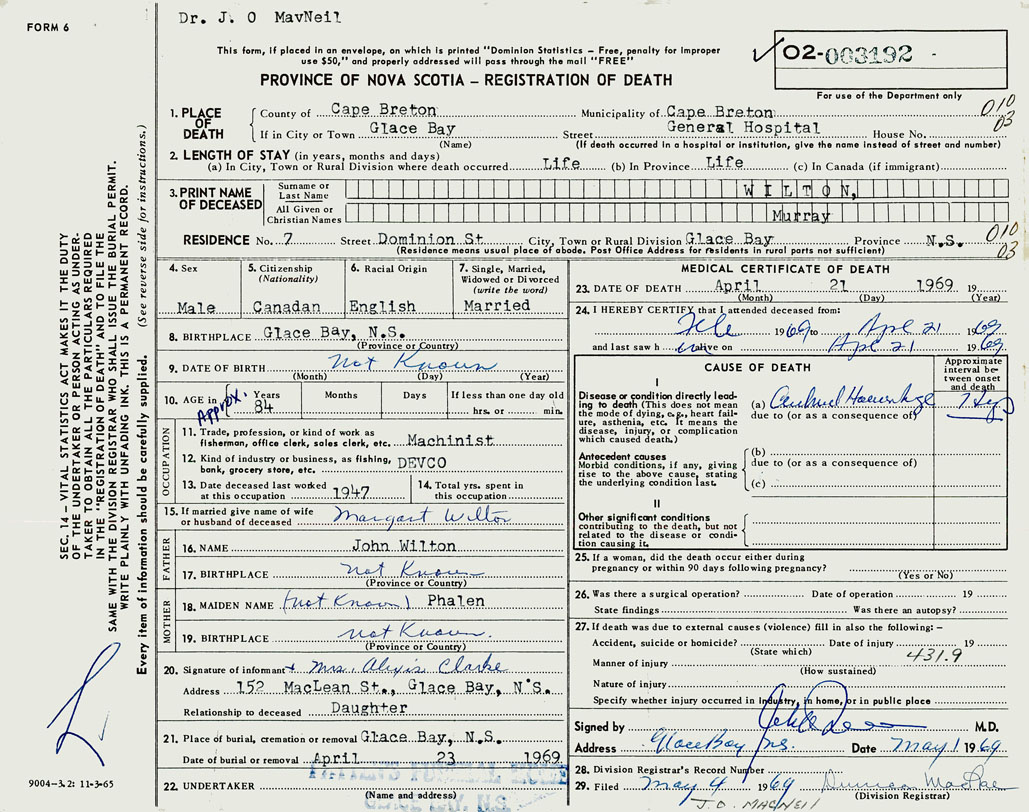 Dr. J. O MavNeil
FORM 6
This form, if placed in an envelope, on which is printed "Dominion Statistics – Free, penalty for improper
use $50," and properly addressed will pass through the mail "FREE"
PROVINCE OF NOVA SCOTIA – REGISTRATION OF DEATH
O2-003192
For use of the Department only
1. PLACE OF DEATH
County of Cape Breton Municipality of Cape Breton 010
If in City or Town Glace Bay Street General Hospital House No. 03
(Name) (If death occurred in a hospital or institution, give the name instead of street and number)
2. LENGTH OF STAY (in years, months and days)
(a) In City, Town or Rural Division where death occurred Life (b) In Province Life (c) In Canada (if immigrant)
3. PRINT NAME OF DECEASED
Surname or Last Name WILTON,
All Given or Christian Names Murray
RESIDENCE No. 7 Street Dominion St City, Town or Rural Division Glace Bay Province N.S. 010
(Residence means usual place of abode. Post Office Address for residents in rural parts not sufficient) 03
4. Sex
Male
5. Citizenship
(Nationality)
Canadan
6. Racial Origin
English
7. Single, Married,
Widowed or Divorced
(write the word)
Married
8. BIRTHPLACE Glace Bay, N.S.
(Province or Country)
9. DATE OF BIRTH not Known
(Month) (Day) (Year)
10. AGE in Years Months Days If less than one day old
Approx. 84 hrs. or min.
OCCUPATION
11. Trade, profession, or kind of work as
fisherman, office clerk, sales clerk, etc. Machinist
12. Kind of industry or business, as fishing,
bank, grocery store, etc. DEVCO
13. Date deceased last worked
at this occupation 1947
14. Total yrs. spent in
this occupation
15. If married give name of wife
or husband of deceased Margart Wilton
FATHER
16. NAME John Wilton
17. BIRTHPLACE not Known
(Province or Country)
MOTHER
18. MAIDEN NAME (not Known) Phalen
19. BIRTHPLACE not Known.
(Province or Country)
20. Signature of informant Mrs. Alexis Clarke
Address 152 MacLean St., Glace Bay, N.S.
Relationship to deceased Daughter
21. Place of burial, cremation or removal Glace Bay, N.S.
Date of burial or removal April 23 1969
22. UNDERTAKER
(Name and address)
MEDICAL CERTIFICATE OF DEATH
23. DATE OF DEATH April 21 1969 19
(Month) (Day) (Year)
24. I HEREBY CERTIFY that I attended deceased from:
1969 to Apl 21 1969
and last saw h im alive on Apl 21 1969
CAUSE OF DEATH
Approximate
interval be-
tween onset
and death
I
Disease or condition directly lead-
ing to death (This does not mean
the mode of dying, e.g., heart fail-
ure, asthenia, etc. It means the
disease, injury, or complication
which caused death.)
(a)
due to (or as a consequence of)
Antecedent causes
Morbid conditions, if any, giving
rise to the above cause, stating
the underlying condition last.
(b)
due to (or as a consequence of)
(c)
II
Other significant conditions
contributing to the death, but not
related to the disease or condi-
tion causing it.
25. If a woman, did the death occur either during
pregnancy or within 90 days following pregnancy?
(Yes or No)
26. Was there a surgical operation? Date of operation 19
State findings Was there an autopsy?
27. If death was due to external causes (violence) fill in also the following: –
Accident, suicide or homicide? Date of injury 19
(State which) 431.9
Manner of injury
(How sustained)
Nature of injury
Specify whether injury occurred in Industry, in home, or in public place
Signed by M.D.
Address Glace Bay N.S. Date May 1 1969
28. Division Registrar's Record Number
29. Filed May 4 1969 Duncan MacRae
(Division Registrar)
J. O. MACNEIL
SEC. 14 – VITAL STATISTICS ACT MAKES IT THE DUTY
OF THE UNDERTAKER OR PERSON ACTING AS UNDER-
TAKER TO OBTAIN ALL THE PARTICULARS REQUIRED
IN THE "REGISTRATION OF DEATH" AND TO FILE THE
SAME WITH THE DIVISION REGISTRAR WHO SHALL ISSUE THE BURIAL PERMIT.
WRITE PLAINLY WITH UNFADING INK. THIS IS A PERMANENT RECORD.
Every item of information should be carefully supplied. (See reverse side for instructions.)
9004-3.2: 11-3-65